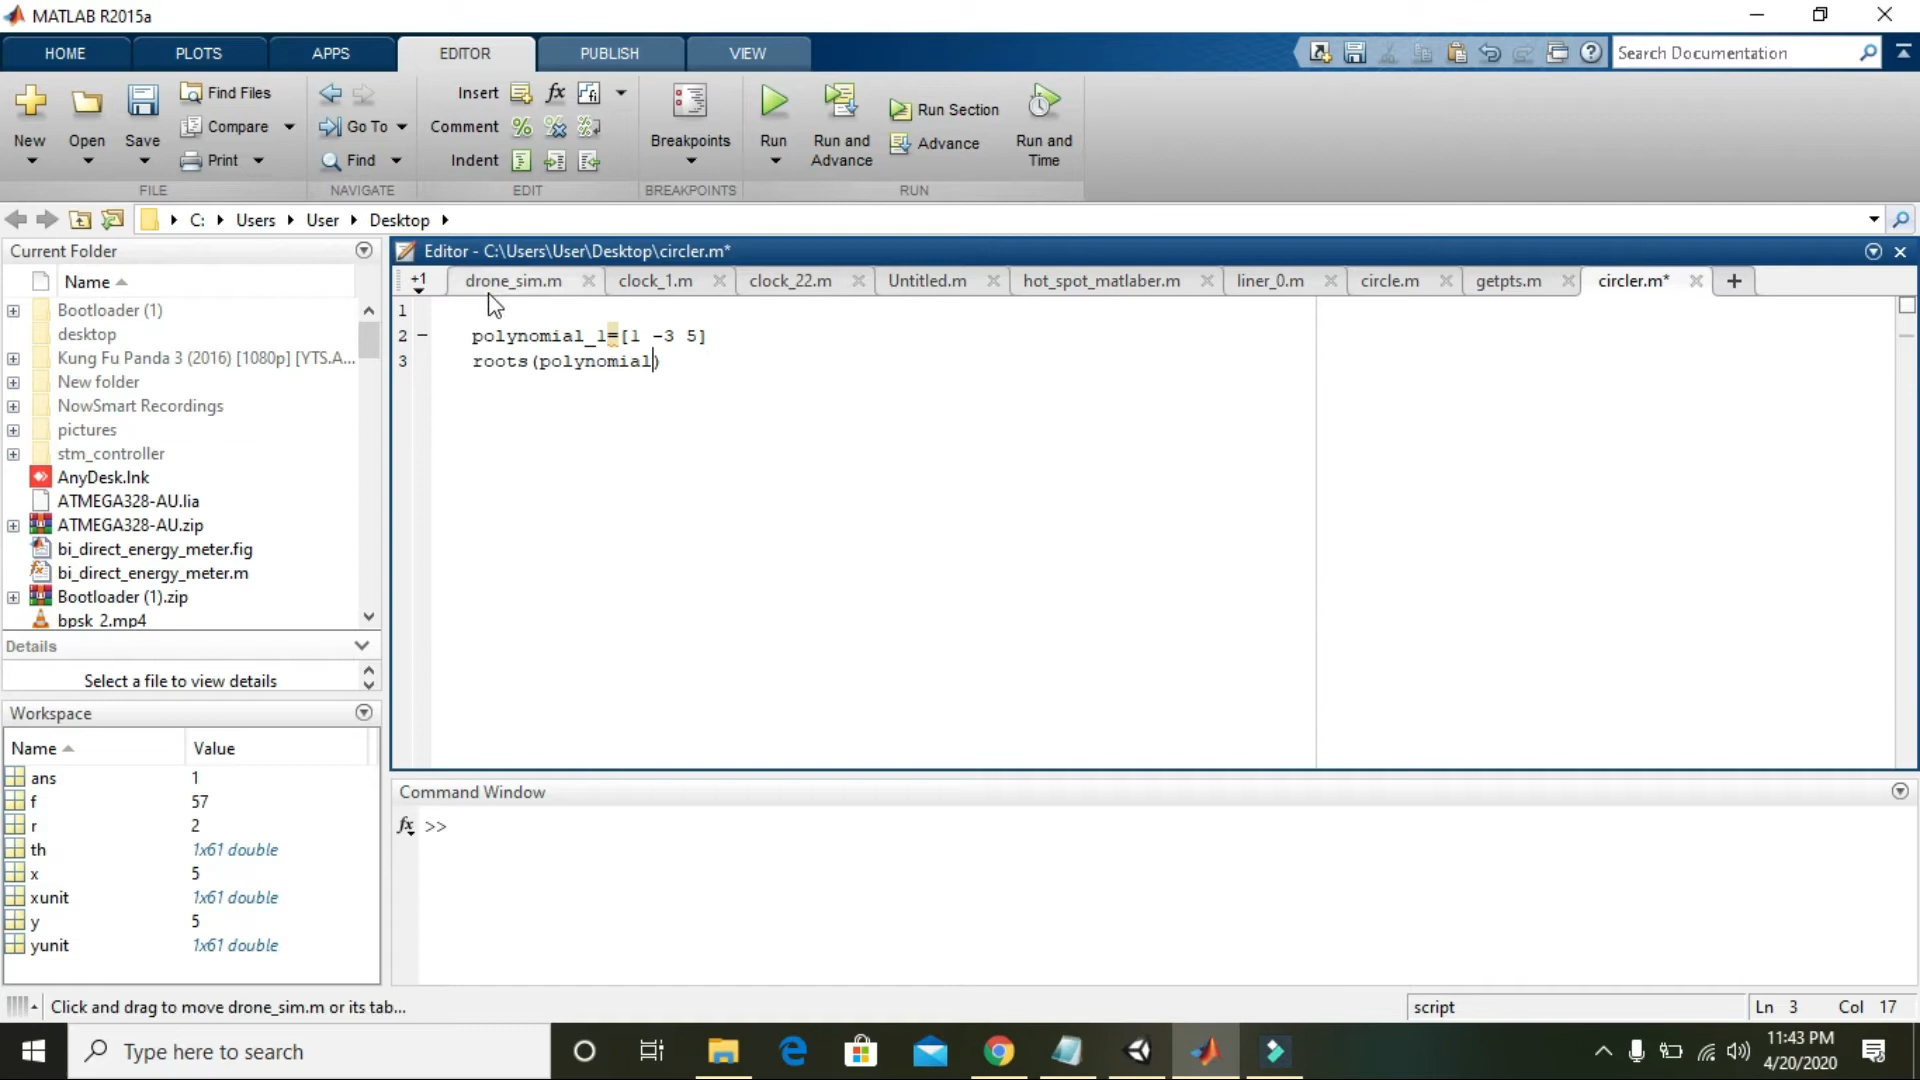 MATLAB R2015a
HOME PLOTS APPS EDITOR PUBLISH VIEW
Search Documentation
New Open Save
Find Files
Compare
Print
FILE
Go To
Find
NAVIGATE
Insert
Comment
Indent
EDIT
Breakpoints
BREAKPOINTS
Run
Run and Advance
Run Section
Advance
Run and Time
RUN
C: Users User Desktop
Current Folder
Name
Bootloader (1)
desktop
Kung Fu Panda 3 (2016) [1080p] [YTS.A...
New folder
NowSmart Recordings
pictures
stm_controller
AnyDesk.lnk
ATMEGA328-AU.lia
ATMEGA328-AU.zip
bi_direct_energy_meter.fig
bi_direct_energy_meter.m
Bootloader (1).zip
bpsk_2.mp4
Details
Select a file to view details
Workspace
Name Value
ans 1
f 57
r 2
th 1x61 double
x 5
xunit 1x61 double
y 5
yunit 1x61 double
Editor - C:\Users\User\Desktop\circler.m*
+1 drone_sim.m clock_1.m clock_22.m Untitled.m hot_spot_matlaber.m liner_0.m circle.m getpts.m circler.m*
1
2 - polynomial_1=[1 -3 5]
3 roots(polynomial)
Command Window
fx >>
Click and drag to move drone_sim.m or its tab...
script Ln 3 Col 17
Type here to search
11:43 PM
4/20/2020